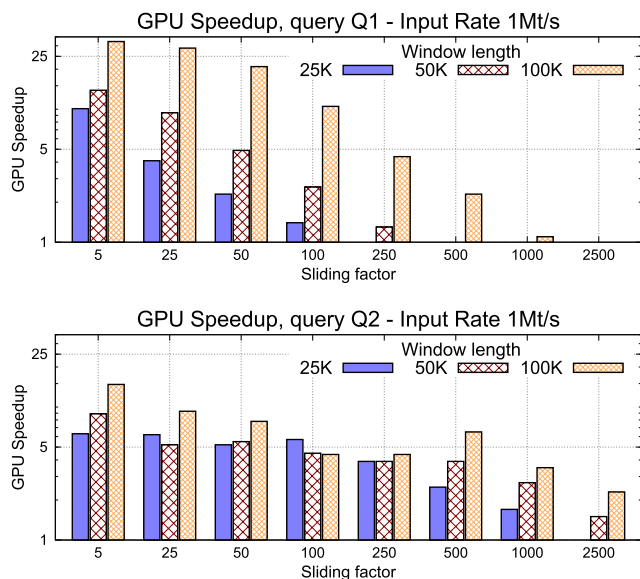 GPU Speedup, query Q1 - Input Rate 1Mt/s
Window length
25K 50K 100K
25
5
1
GPU Speedup
5 25 50 100 250 500 1000 2500
Sliding factor
GPU Speedup, query Q2 - Input Rate 1Mt/s
Window length
25K 50K 100K
25
5
1
GPU Speedup
5 25 50 100 250 500 1000 2500
Sliding factor